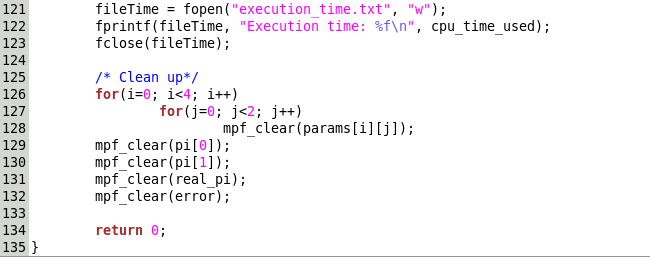 121         fileTime = fopen("execution_time.txt", "w");
122         fprintf(fileTime, "Execution time: %f\n", cpu_time_used);
123         fclose(fileTime);
124
125         /* Clean up*/
126         for(i=0; i<4; i++)
127                 for(j=0; j<2; j++)
128                         mpf_clear(params[i][j]);
129         mpf_clear(pi[0]);
130         mpf_clear(pi[1]);
131         mpf_clear(real_pi);
132         mpf_clear(error);
133
134         return 0;
135 }